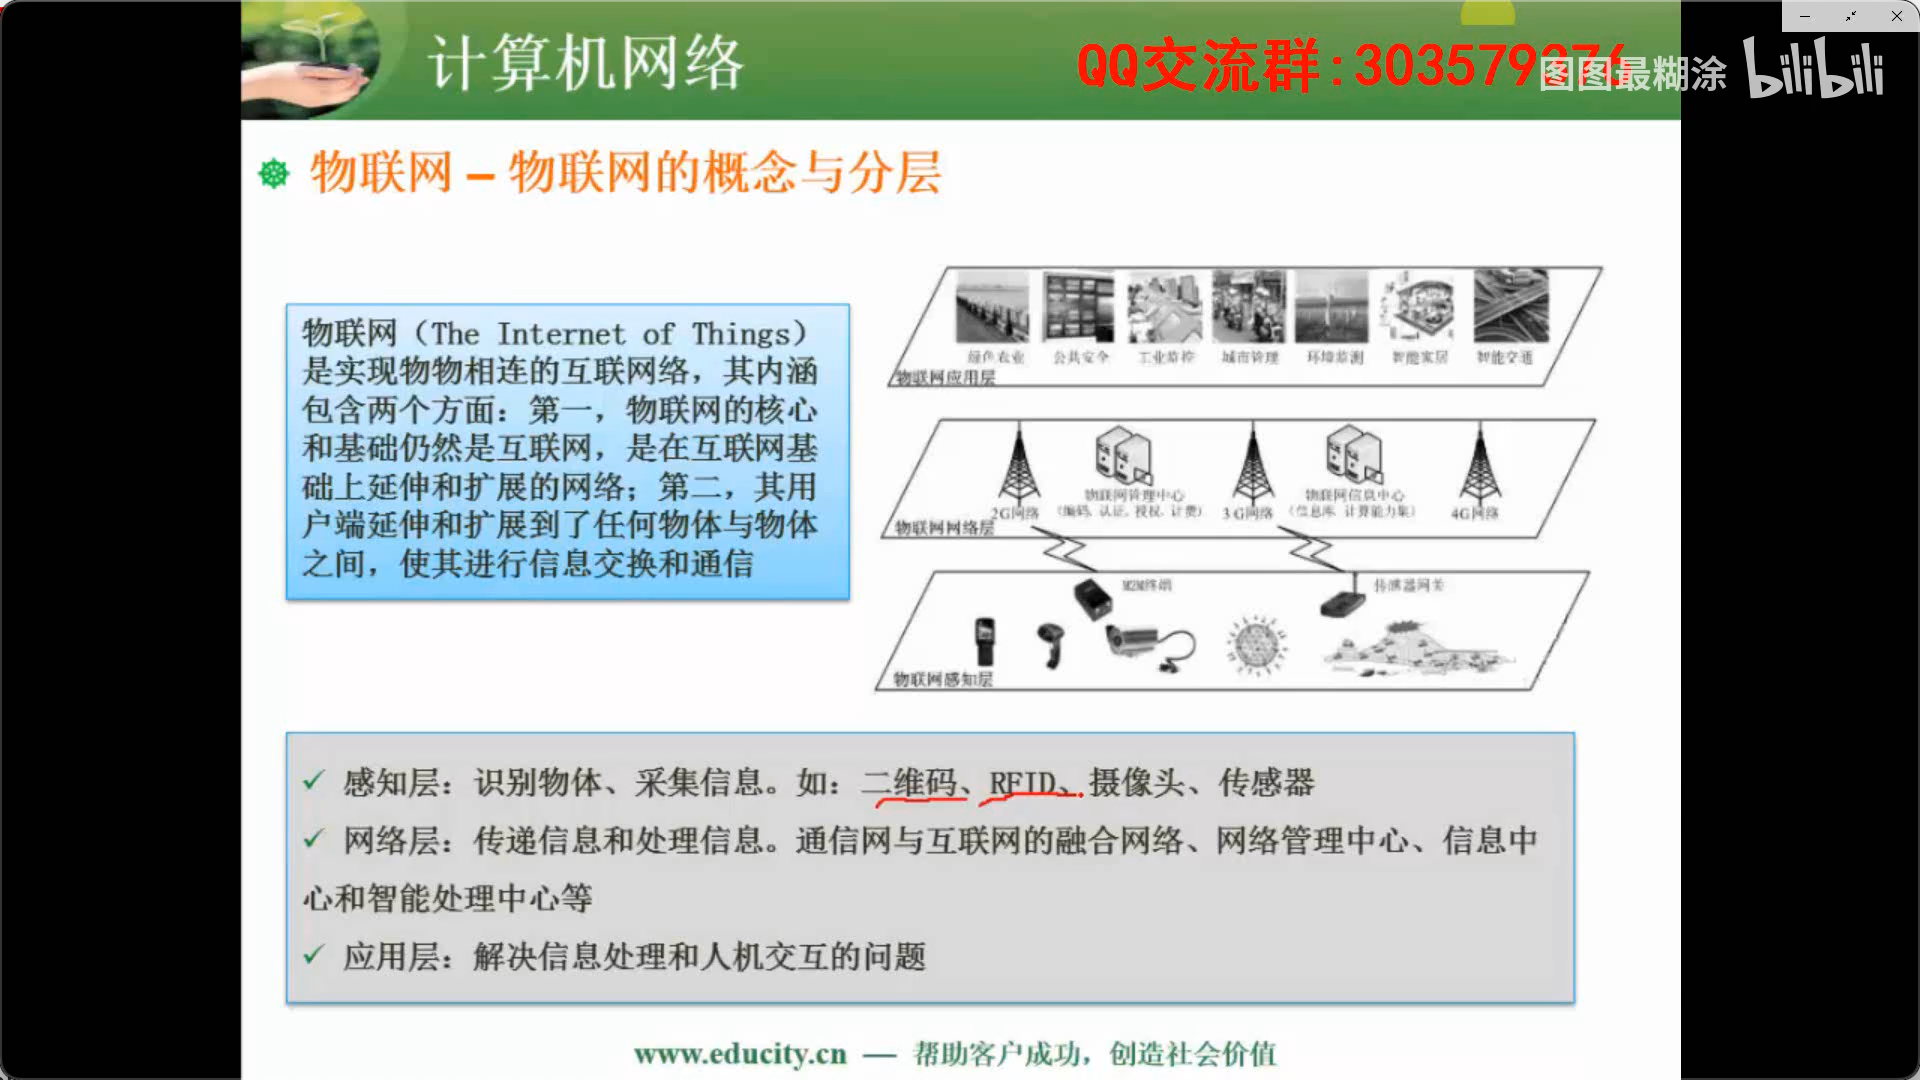 计算机网络
QQ交流群:303579276
图图最糊涂 bilibili
物联网 – 物联网的概念与分层
物联网（The Internet of Things）
是实现物物相连的互联网络，其内涵
包含两个方面：第一，物联网的核心
和基础仍然是互联网，是在互联网基
础上延伸和扩展的网络；第二，其用
户端延伸和扩展到了任何物体与物体
之间，使其进行信息交换和通信
绿色农业 公共安全 工业监控 城市管理 环境监测 智能家居 智能交通
物联网应用层
物联网管理中心 物联网信息中心
2G网络 （编码、认证、授权、计费） 3G网络 （信息库、计算能力集） 4G网络
物联网网络层
M2M终端 传感器网关
物联网感知层
✓ 感知层：识别物体、采集信息。如：二维码、RFID、摄像头、传感器
✓ 网络层：传递信息和处理信息。通信网与互联网的融合网络、网络管理中心、信息中
心和智能处理中心等
✓ 应用层：解决信息处理和人机交互的问题
www.educity.cn — 帮助客户成功，创造社会价值